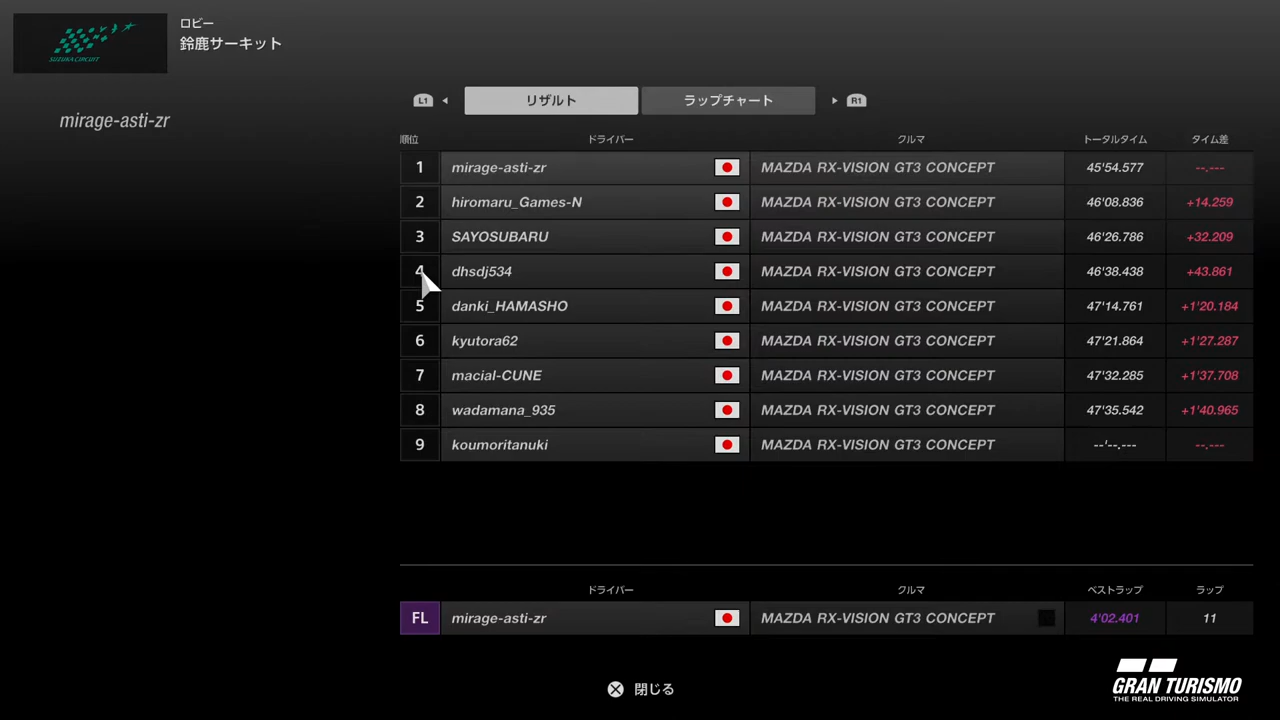 SUZUKA CIRCUIT
ロビー
鈴鹿サーキット
mirage-asti-zr
L1 リザルト ラップチャート R1
順位 ドライバー クルマ トータルタイム タイム差
1 mirage-asti-zr MAZDA RX-VISION GT3 CONCEPT 45'54.577 --.---
2 hiromaru_Games-N MAZDA RX-VISION GT3 CONCEPT 46'08.836 +14.259
3 SAYOSUBARU MAZDA RX-VISION GT3 CONCEPT 46'26.786 +32.209
4 dhsdj534 MAZDA RX-VISION GT3 CONCEPT 46'38.438 +43.861
5 danki_HAMASHO MAZDA RX-VISION GT3 CONCEPT 47'14.761 +1'20.184
6 kyutora62 MAZDA RX-VISION GT3 CONCEPT 47'21.864 +1'27.287
7 macial-CUNE MAZDA RX-VISION GT3 CONCEPT 47'32.285 +1'37.708
8 wadamana_935 MAZDA RX-VISION GT3 CONCEPT 47'35.542 +1'40.965
9 koumoritanuki MAZDA RX-VISION GT3 CONCEPT --'--.--- --.---
ドライバー クルマ ベストラップ ラップ
FL mirage-asti-zr MAZDA RX-VISION GT3 CONCEPT 4'02.401 11
閉じる
GRAN TURISMO
THE REAL DRIVING SIMULATOR